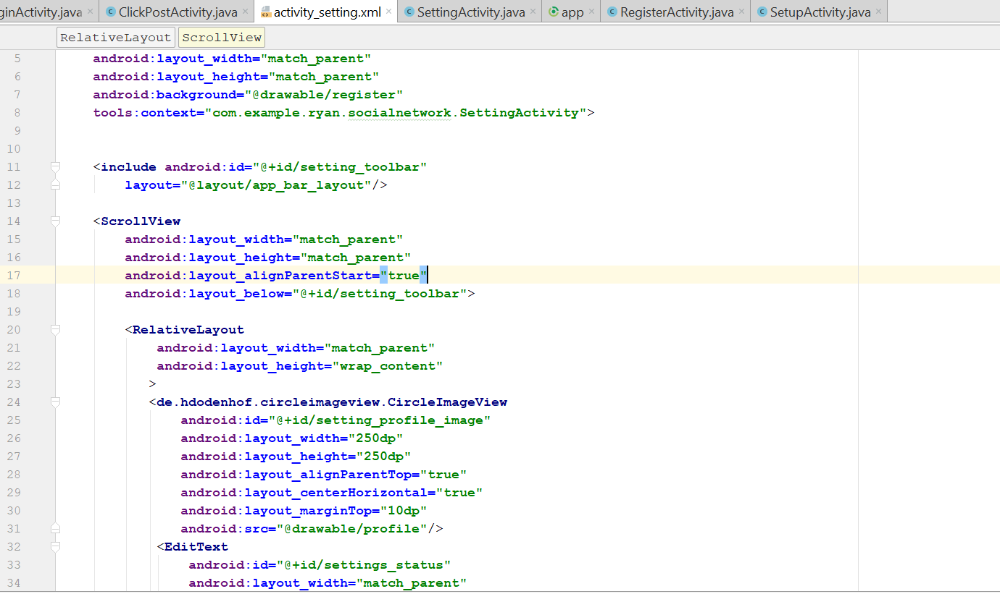 ginActivity.java × ClickPostActivity.java × activity_setting.xml × SettingActivity.java × app × RegisterActivity.java × SetupActivity.java ×
RelativeLayout ScrollView
5 android:layout_width="match_parent"
6 android:layout_height="match_parent"
7 android:background="@drawable/register"
8 tools:context="com.example.ryan.socialnetwork.SettingActivity">
9
10
11 <include android:id="@+id/setting_toolbar"
12 layout="@layout/app_bar_layout"/>
13
14 <ScrollView
15 android:layout_width="match_parent"
16 android:layout_height="match_parent"
17 android:layout_alignParentStart="true"
18 android:layout_below="@+id/setting_toolbar">
19
20 <RelativeLayout
21 android:layout_width="match_parent"
22 android:layout_height="wrap_content"
23 >
24 <de.hdodenhof.circleimageview.CircleImageView
25 android:id="@+id/setting_profile_image"
26 android:layout_width="250dp"
27 android:layout_height="250dp"
28 android:layout_alignParentTop="true"
29 android:layout_centerHorizontal="true"
30 android:layout_marginTop="10dp"
31 android:src="@drawable/profile"/>
32 <EditText
33 android:id="@+id/settings_status"
34 android:layout_width="match_parent"